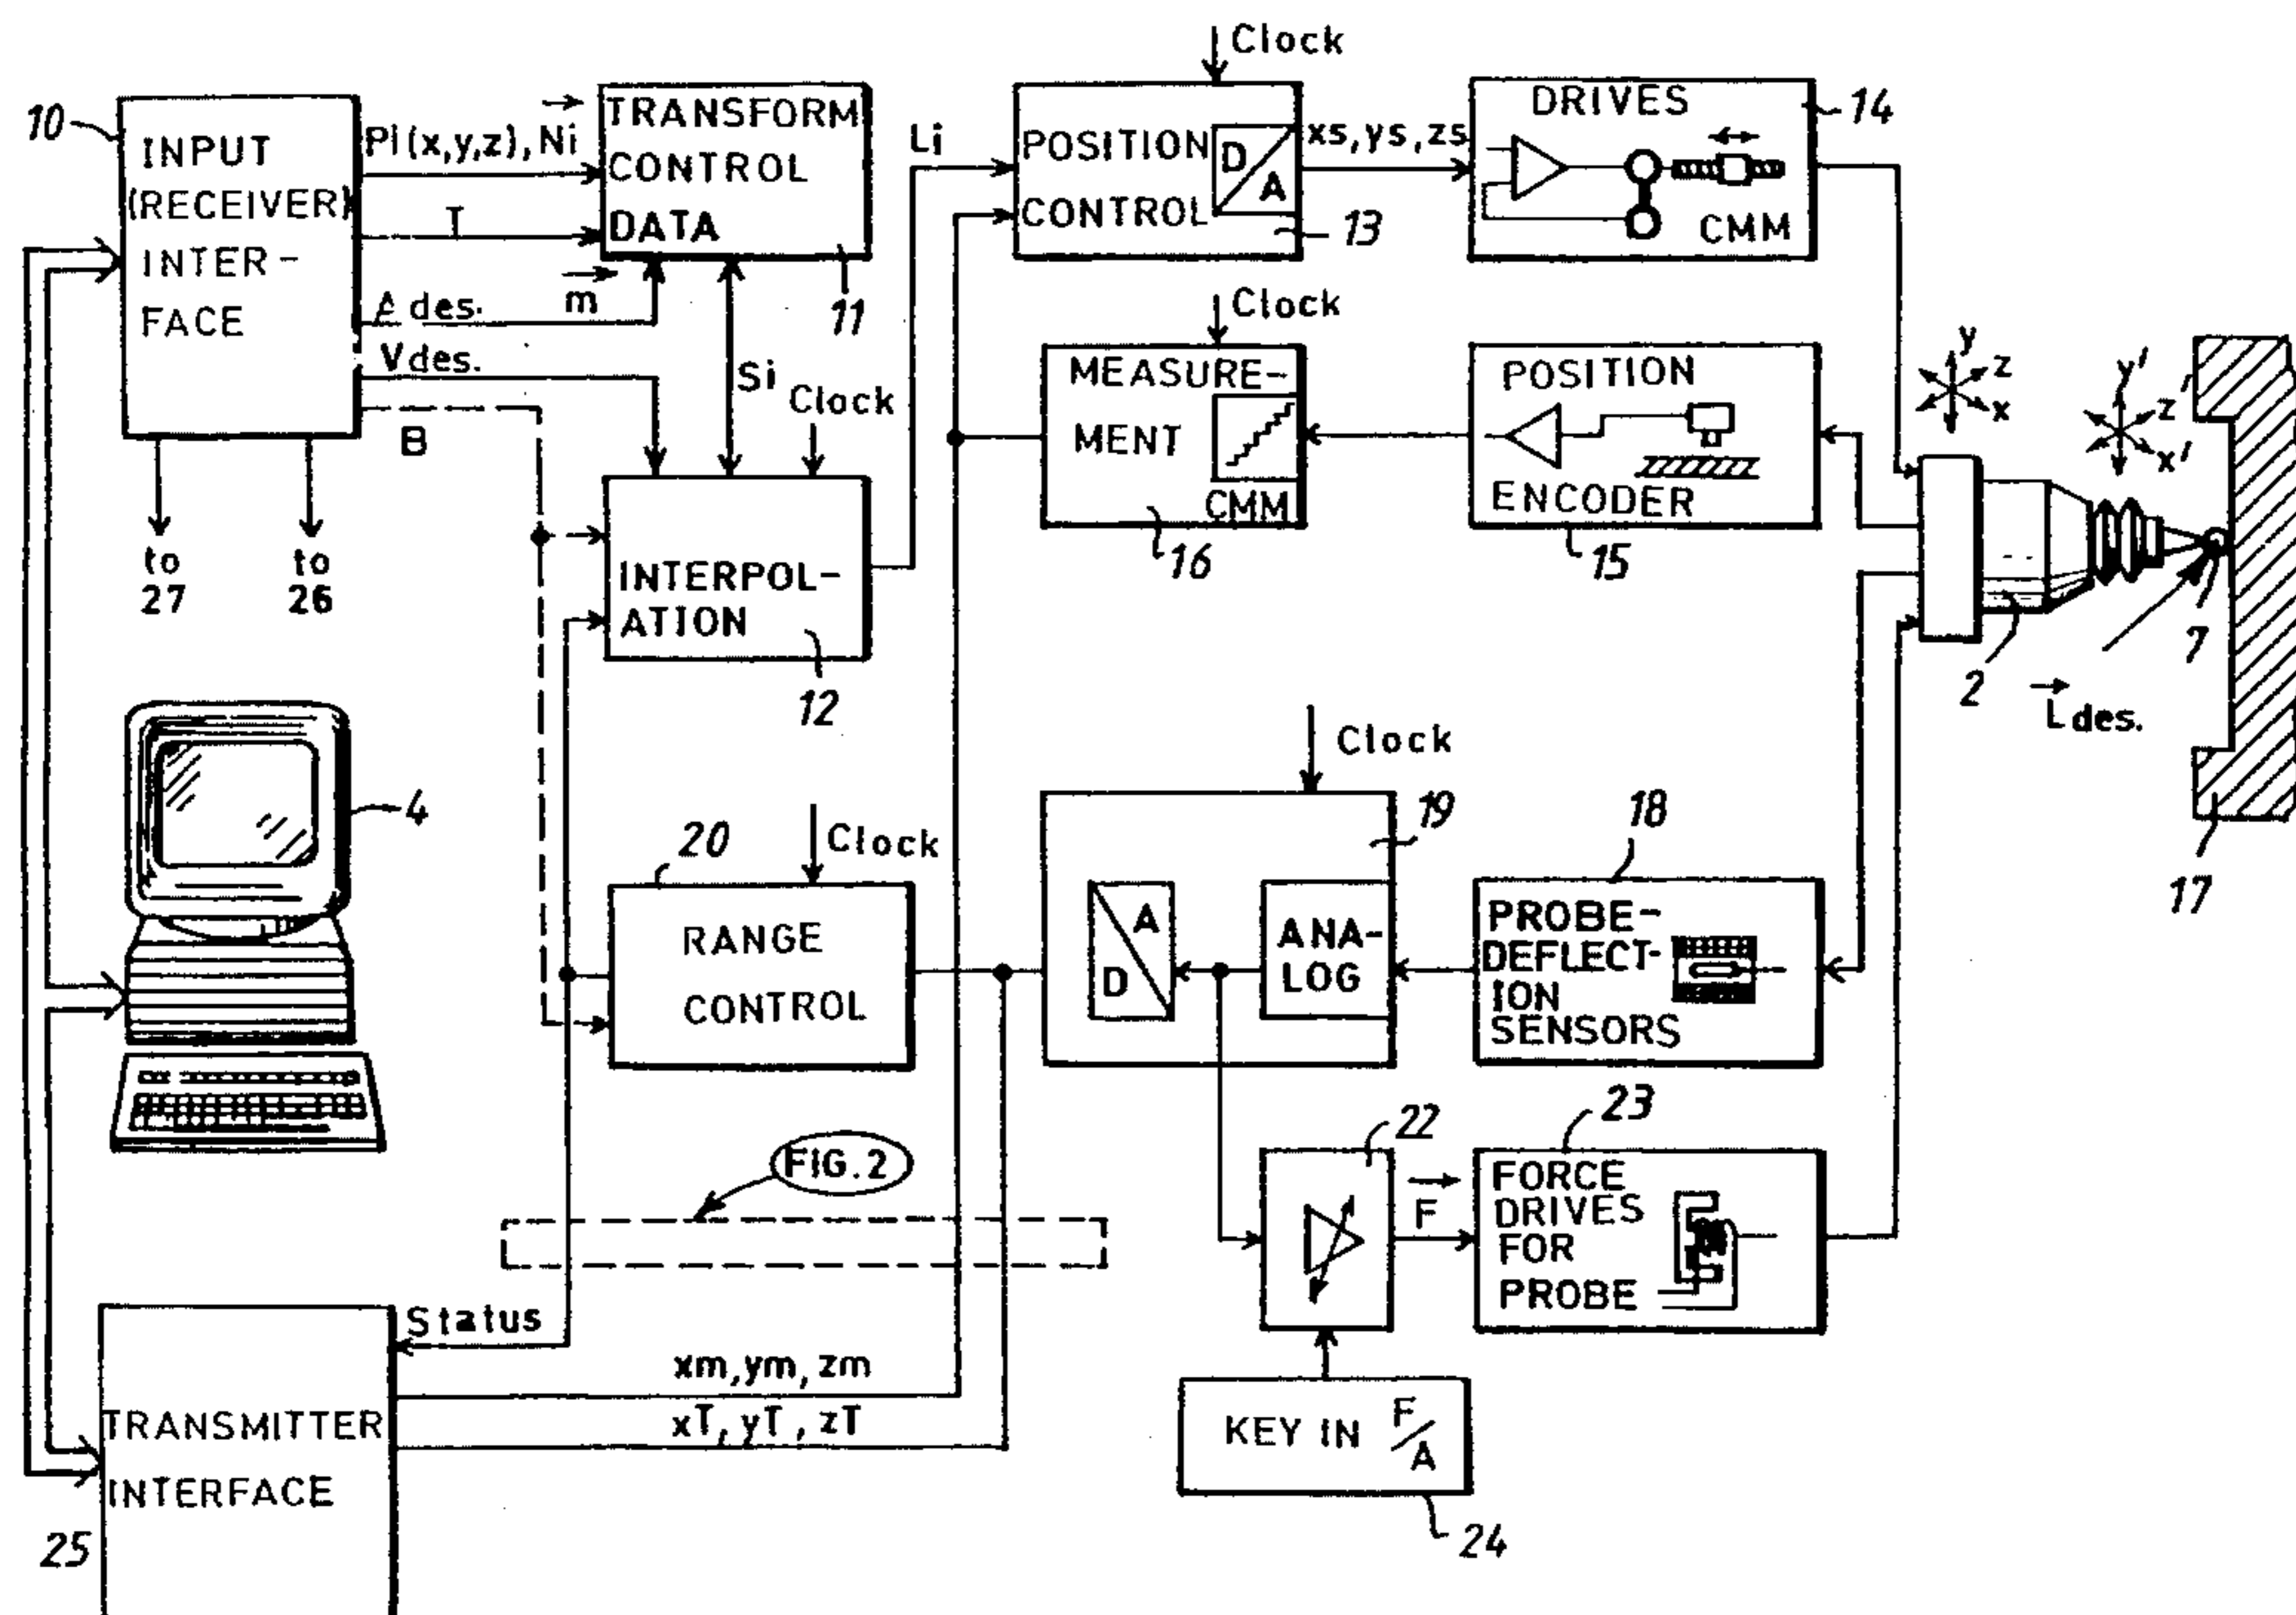 Clock
10
INPUT
(RECEIVER)
INTER-
FACE
Pi(x,y,z), Ni
T
A des. m
V des.
B
to
27
to
26
TRANSFORM
CONTROL
DATA
11
Si
Clock
Li
POSITION
CONTROL
D/A
13
xs, ys, zs
DRIVES
CMM
14
Clock
MEASURE-
MENT
CMM
16
POSITION
ENCODER
15
y
z
x
y'
z'
x'
INTERPOL-
ATION
12
2
7
L des.
17
4
20
Clock
RANGE
CONTROL
Clock
19
A
D
ANA-
LOG
18
PROBE-
DEFLECT-
ION
SENSORS
FIG. 2
22
F
23
FORCE
DRIVES
FOR
PROBE
Status
xm, ym, zm
xT, yT, zT
TRANSMITTER
INTERFACE
25
KEY IN F/A
24